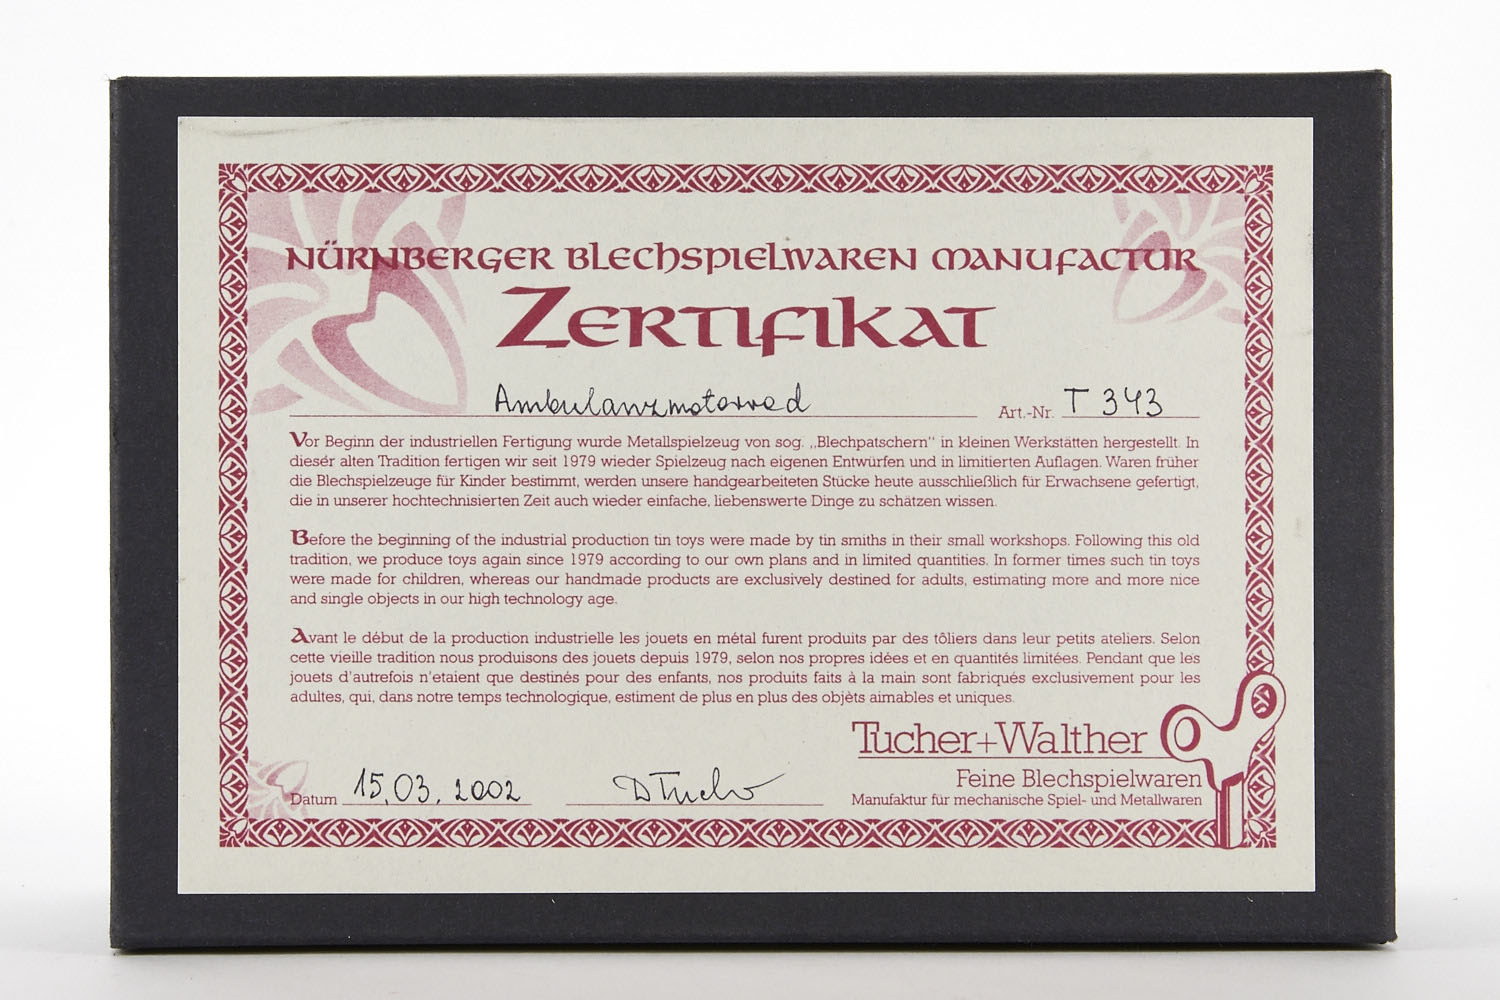 NÜRNBERGER BLECHSPIELWAREN MANUFACTUR
ZERTIFIKAT
Ambulanzmotorrad Art.-Nr. T 343
Vor Beginn der industriellen Fertigung wurde Metallspielzeug von sog. „Blechpatschern" in kleinen Werkstätten hergestellt. In
dieser alten Tradition fertigen wir seit 1979 wieder Spielzeug nach eigenen Entwürfen und in limitierten Auflagen. Waren früher
die Blechspielzeuge für Kinder bestimmt, werden unsere handgearbeiteten Stücke heute ausschließlich für Erwachsene gefertigt,
die in unserer hochtechnisierten Zeit auch wieder einfache, liebenswerte Dinge zu schätzen wissen.
Before the beginning of the industrial production tin toys were made by tin smiths in their small workshops. Following this old
tradition, we produce toys again since 1979 according to our own plans and in limited quantities. In former times such tin toys
were made for children, whereas our handmade products are exclusively destined for adults, estimating more and more nice
and single objects in our high technology age.
Avant le début de la production industrielle les jouets en métal furent produits par des tôliers dans leur petits ateliers. Selon
cette vieille tradition nous produisons des jouets depuis 1979, selon nos propres idées et en quantités limitées. Pendant que les
jouets d'autrefois n'etaient que destinés pour des enfants, nos produits faits à la main sont fabriqués exclusivement pour les
adultes, qui, dans notre temps technologique, estiment de plus en plus des objèts aimables et uniques.
Tucher+Walther
Feine Blechspielwaren
Manufaktur für mechanische Spiel- und Metallwaren
Datum 15.03.2002 D Tucher